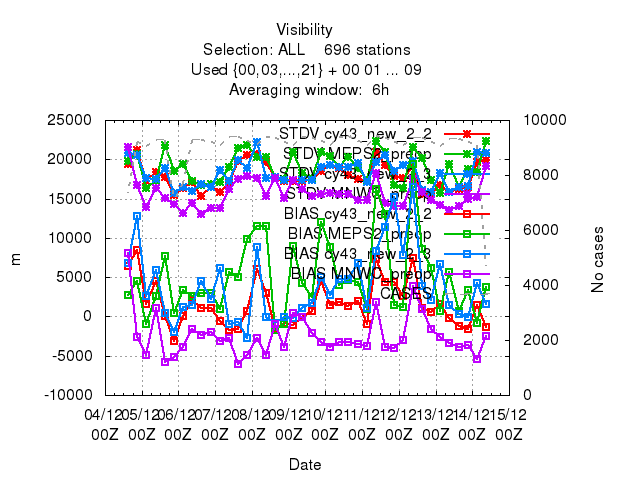 Visibility
Selection: ALL    696 stations
Used {00,03,...,21} + 00 01 ... 09
Averaging window:  6h
25000
20000
15000
10000
5000
0
-5000
-10000
m
10000
8000
6000
4000
2000
0
No cases
STDV cy43_new_2_2
STDV MEPS2_preop
STDV cy43_new_2_3
STDV MNWC_preop
BIAS cy43_new_2_2
BIAS MEPS2_preop
BIAS cy43_new_2_3
BIAS MNWC_preop
CASES
04/12 05/12 06/12 07/12 08/12 09/12 10/12 11/12 12/12 13/12 14/12 15/12
00Z 00Z 00Z 00Z 00Z 00Z 00Z 00Z 00Z 00Z 00Z 00Z
Date